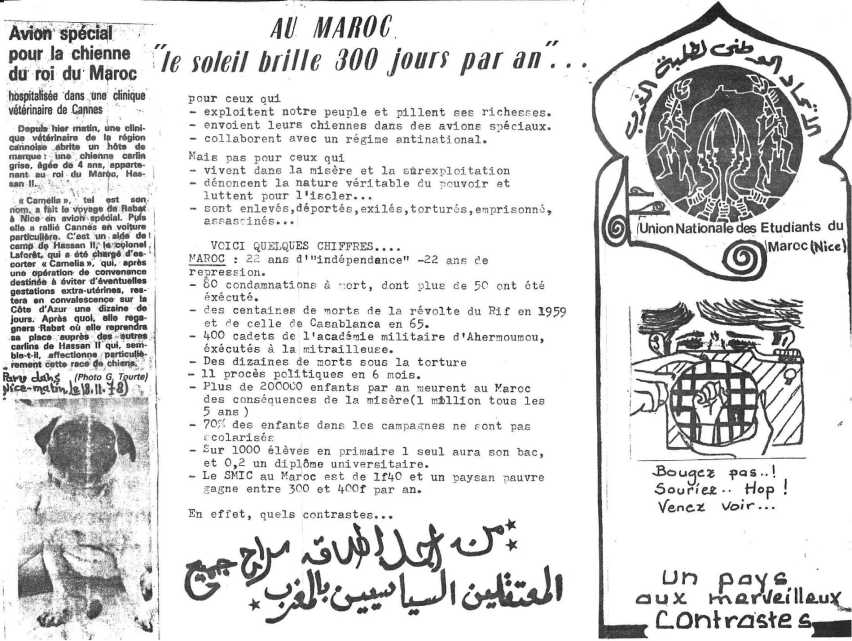 Avion spécial
pour la chienne
du roi du Maroc
hospitalisée dans une clinique
vétérinaire de Cannes
Depuis hier matin, une clini-
que vétérinaire de la région
cannoise abrite un hôte de
marque : une chienne carlin
grise, âgée de 4 ans, apparte-
nant au roi du Maroc, Has-
san II.
« Camélia », tel est son
nom, a fait le voyage de Rabat
à Nice en avion spécial. Puis
elle a rallié Cannes en voiture
particulière. C'est un aide de
camp de Hassan II, le colonel
Laforêt, qui a été chargé d'es-
corter « Camélia », qui, après
une opération de convenance
destinée à éviter d'éventuelles
gestations extra-utérines, res-
tera en convalescence sur la
Côte d'Azur une dizaine de
jours. Après quoi, elle rega-
gnera Rabat où elle reprendra
sa place auprès des autres
carlins de Hassan II qui, sem-
ble-t-il, affectionne particuliè-
rement cette race de chiens.
(Photo G. Tourte)
Paru dans
Nice-matin, le 18.11.78)
AU MAROC
"le soleil brille 300 jours par an"...
pour ceux qui
- exploitent notre peuple et pillent ses richesses.
- envoient leurs chiennes dans des avions spéciaux.
- collaborent avec un régime antinational.
Mais pas pour ceux qui
- vivent dans la misère et la surexploitation
- dénoncent la nature véritable du pouvoir et
luttent pour l'iscler...
- sont enlevés,déportés,exilés,torturés,emprisonné,
assascinés...
VOICI QUELQUES CHIFFRES....
MAROC : 22 ans d'"indépendance" -22 ans de
repression.
- 80 condamnations à mort, dont plus de 50 ont été
éxécuté.
- des centaines de morts de la révolte du Rif en 1959
et de celle de Casablanca en 65.
- 400 cadets de l'académie militaire d'Ahermoumou,
éxécutés à la mitrailleuse.
- Des dizaines de morts sous la torture
- 11 procès politiques en 6 mois.
- Plus de 200000 enfants par an meurent au Maroc
des conséquences de la misère(1 million tous les
5 ans)
- 70% des enfants dans les campagnes ne sont pas
scolarisés
- Sur 1000 élèves en primaire 1 seul aura son bac,
et 0,2 un diplôme universitaire.
- Le SMIC au Maroc est de 1f40 et un paysan pauvre
gagne entre 300 et 400f par an.
En effet, quels contrastes...
من اجل اطلاق سراح جميع
المعتقلين السياسيين بالمغرب
الاتحاد الوطني لطلبة المغرب
Union Nationale des Etudiants du
Maroc (Nice)
Bougez pas..!
Souriez.. Hop !
Venez voir...
Un pays
aux merveilleux
Contrastes